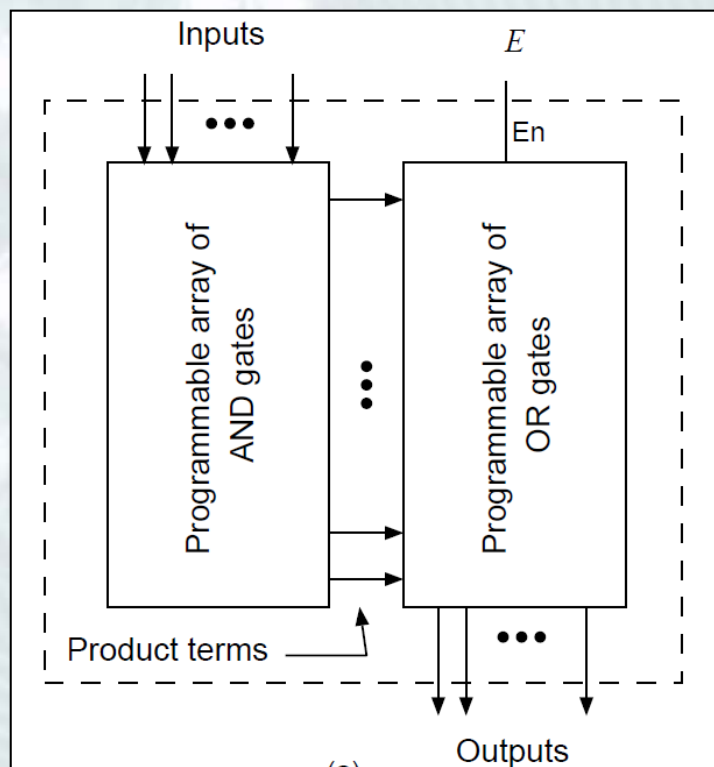 Inputs
E
En
Programmable array of
AND gates
Programmable array of
OR gates
Product terms
Outputs
(a)